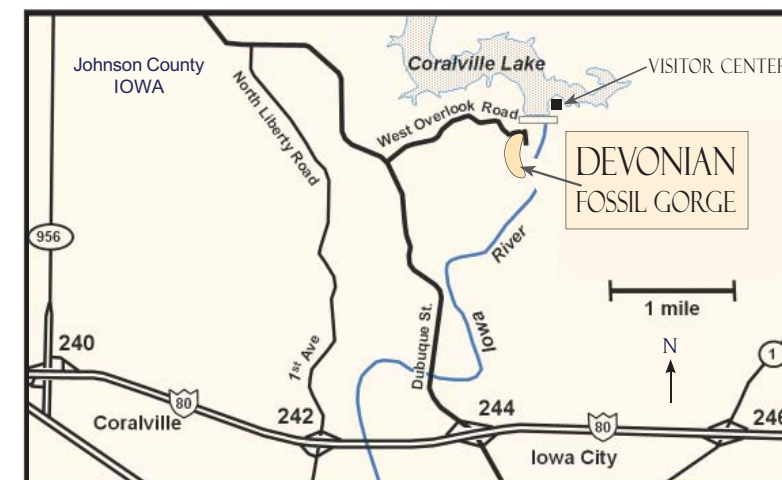 Johnson County
IOWA
Coralville Lake
VISITOR CENTER
North Liberty Road
West Overlook Road
DEVONIAN
FOSSIL GORGE
956
River
1 mile
Iowa
N
240
1st Ave
Dubuque St.
1
80
Coralville
242
244
80
246
Iowa City